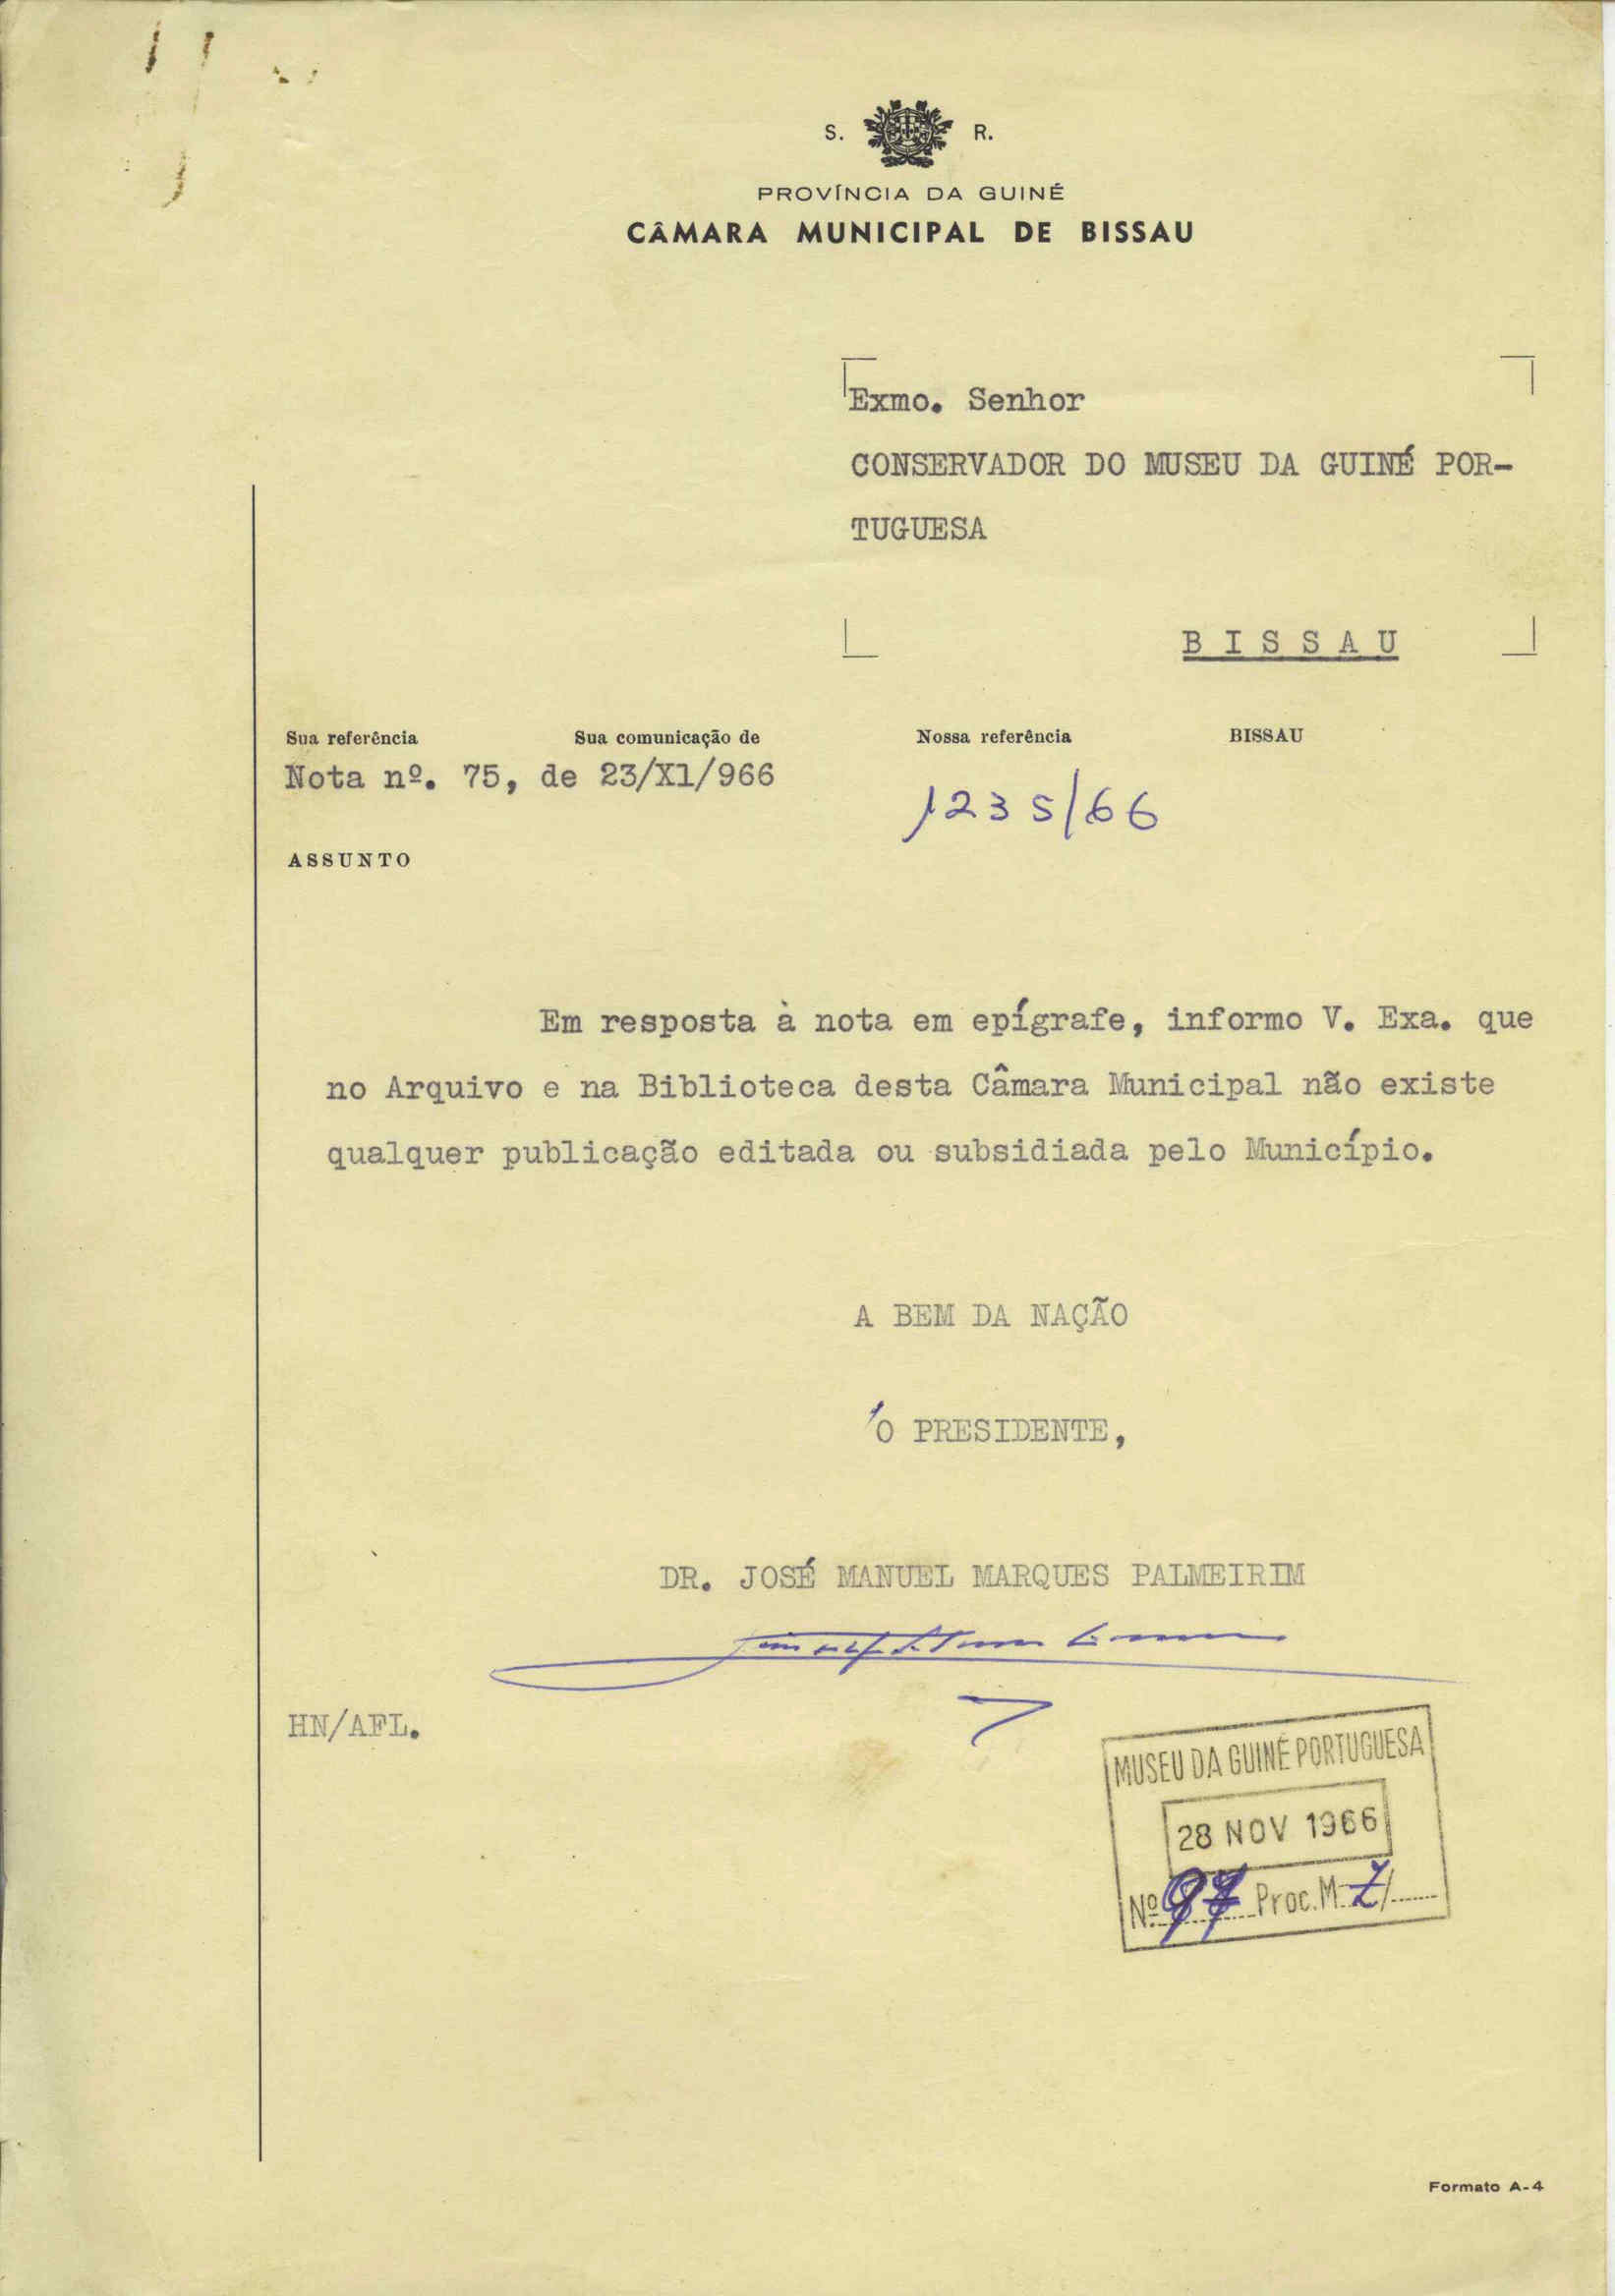 S. R.
PROVÍNCIA DA GUINÉ
CÂMARA MUNICIPAL DE BISSAU
Exmo. Senhor
CONSERVADOR DO MUSEU DA GUINÉ POR-
TUGUESA
B I S S A U
Sua referência Sua comunicação de Nossa referência BISSAU
Nota nº. 75, de 23/X1/966
1235/66
ASSUNTO
Em resposta à nota em epígrafe, informo V. Exa. que
no Arquivo e na Biblioteca desta Câmara Municipal não existe
qualquer publicação editada ou subsidiada pelo Município.
A BEM DA NAÇÃO
O PRESIDENTE,
DR. JOSÉ MANUEL MARQUES PALMEIRIM
HN/AFL.
MUSEU DA GUINÉ PORTUGUESA
28 NOV 1966
Nº 97 Proc. M-7/
Formato A-4